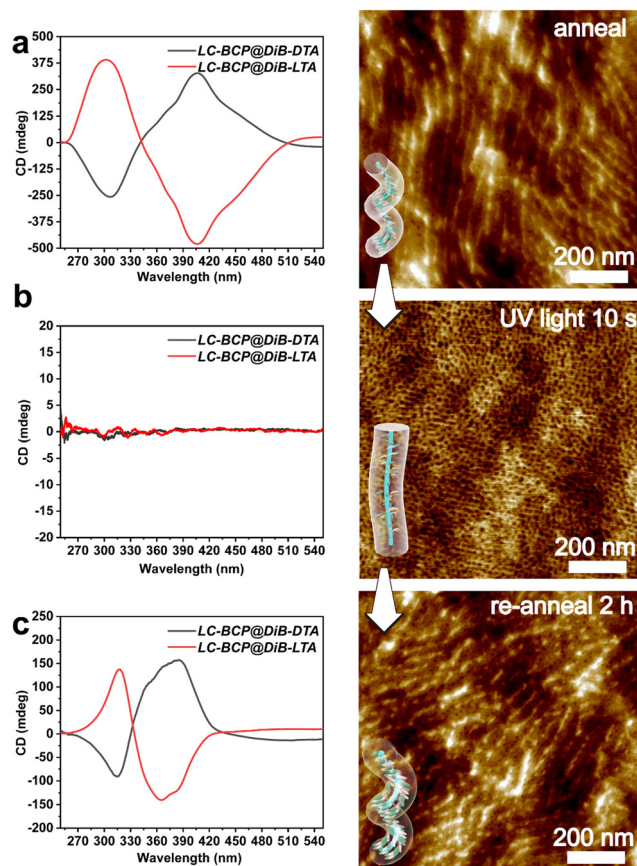 a
500
375
250
125
0
-125
-250
-375
-500
CD (mdeg)
LC-BCP@DiB-DTA
LC-BCP@DiB-LTA
270 300 330 360 390 420 450 480 510 540
Wavelength (nm)
anneal
200 nm
b
20
15
10
5
0
-5
-10
-15
-20
CD (mdeg)
LC-BCP@DiB-DTA
LC-BCP@DiB-LTA
270 300 330 360 390 420 450 480 510 540
Wavelength (nm)
UV light 10 s
200 nm
c
250
200
150
100
50
0
-50
-100
-150
-200
CD (mdeg)
LC-BCP@DiB-DTA
LC-BCP@DiB-LTA
270 300 330 360 390 420 450 480 510 540
Wavelength (nm)
re-anneal 2 h
200 nm